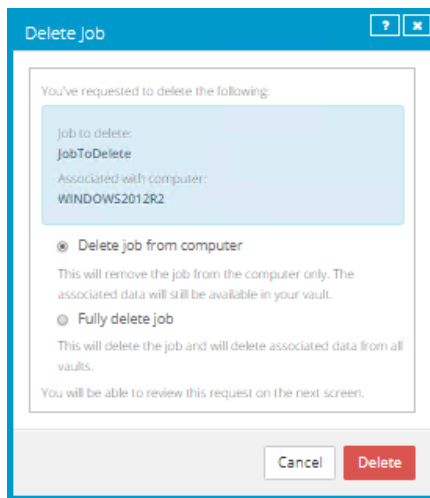 Delete Job
? x
You've requested to delete the following:
Job to delete:
JobToDelete
Associated with computer:
WINDOWS2012R2
Delete job from computer
This will remove the job from the computer only. The
associated data will still be available in your vault.
Fully delete job
This will delete the job and will delete associated data from all
vaults.
You will be able to review this request on the next screen.
Cancel Delete